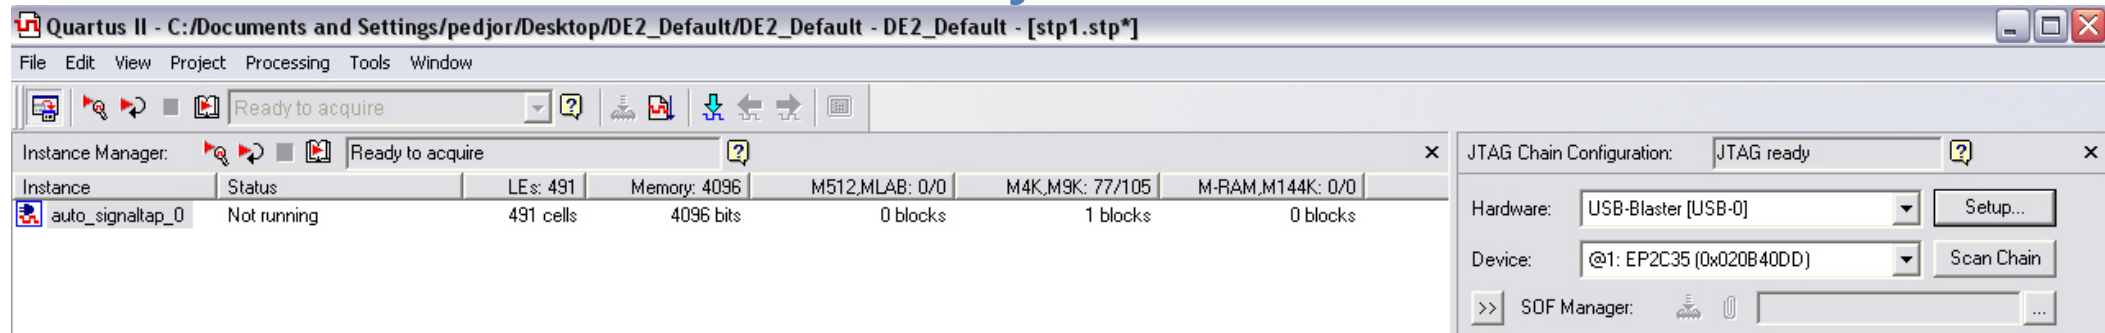 Quartus II - C:/Documents and Settings/pedjor/Desktop/DE2_Default/DE2_Default - DE2_Default - [stp1.stp*]
File Edit View Project Processing Tools Window
Ready to acquire
Instance Manager: Ready to acquire
Instance Status LEs: 491 Memory: 4096 M512,MLAB: 0/0 M4K,M9K: 77/105 M-RAM,M144K: 0/0
auto_signaltap_0 Not running 491 cells 4096 bits 0 blocks 1 blocks 0 blocks
JTAG Chain Configuration: JTAG ready
Hardware: USB-Blaster [USB-0] Setup...
Device: @1: EP2C35 (0x020B40DD) Scan Chain
>> SOF Manager: ...